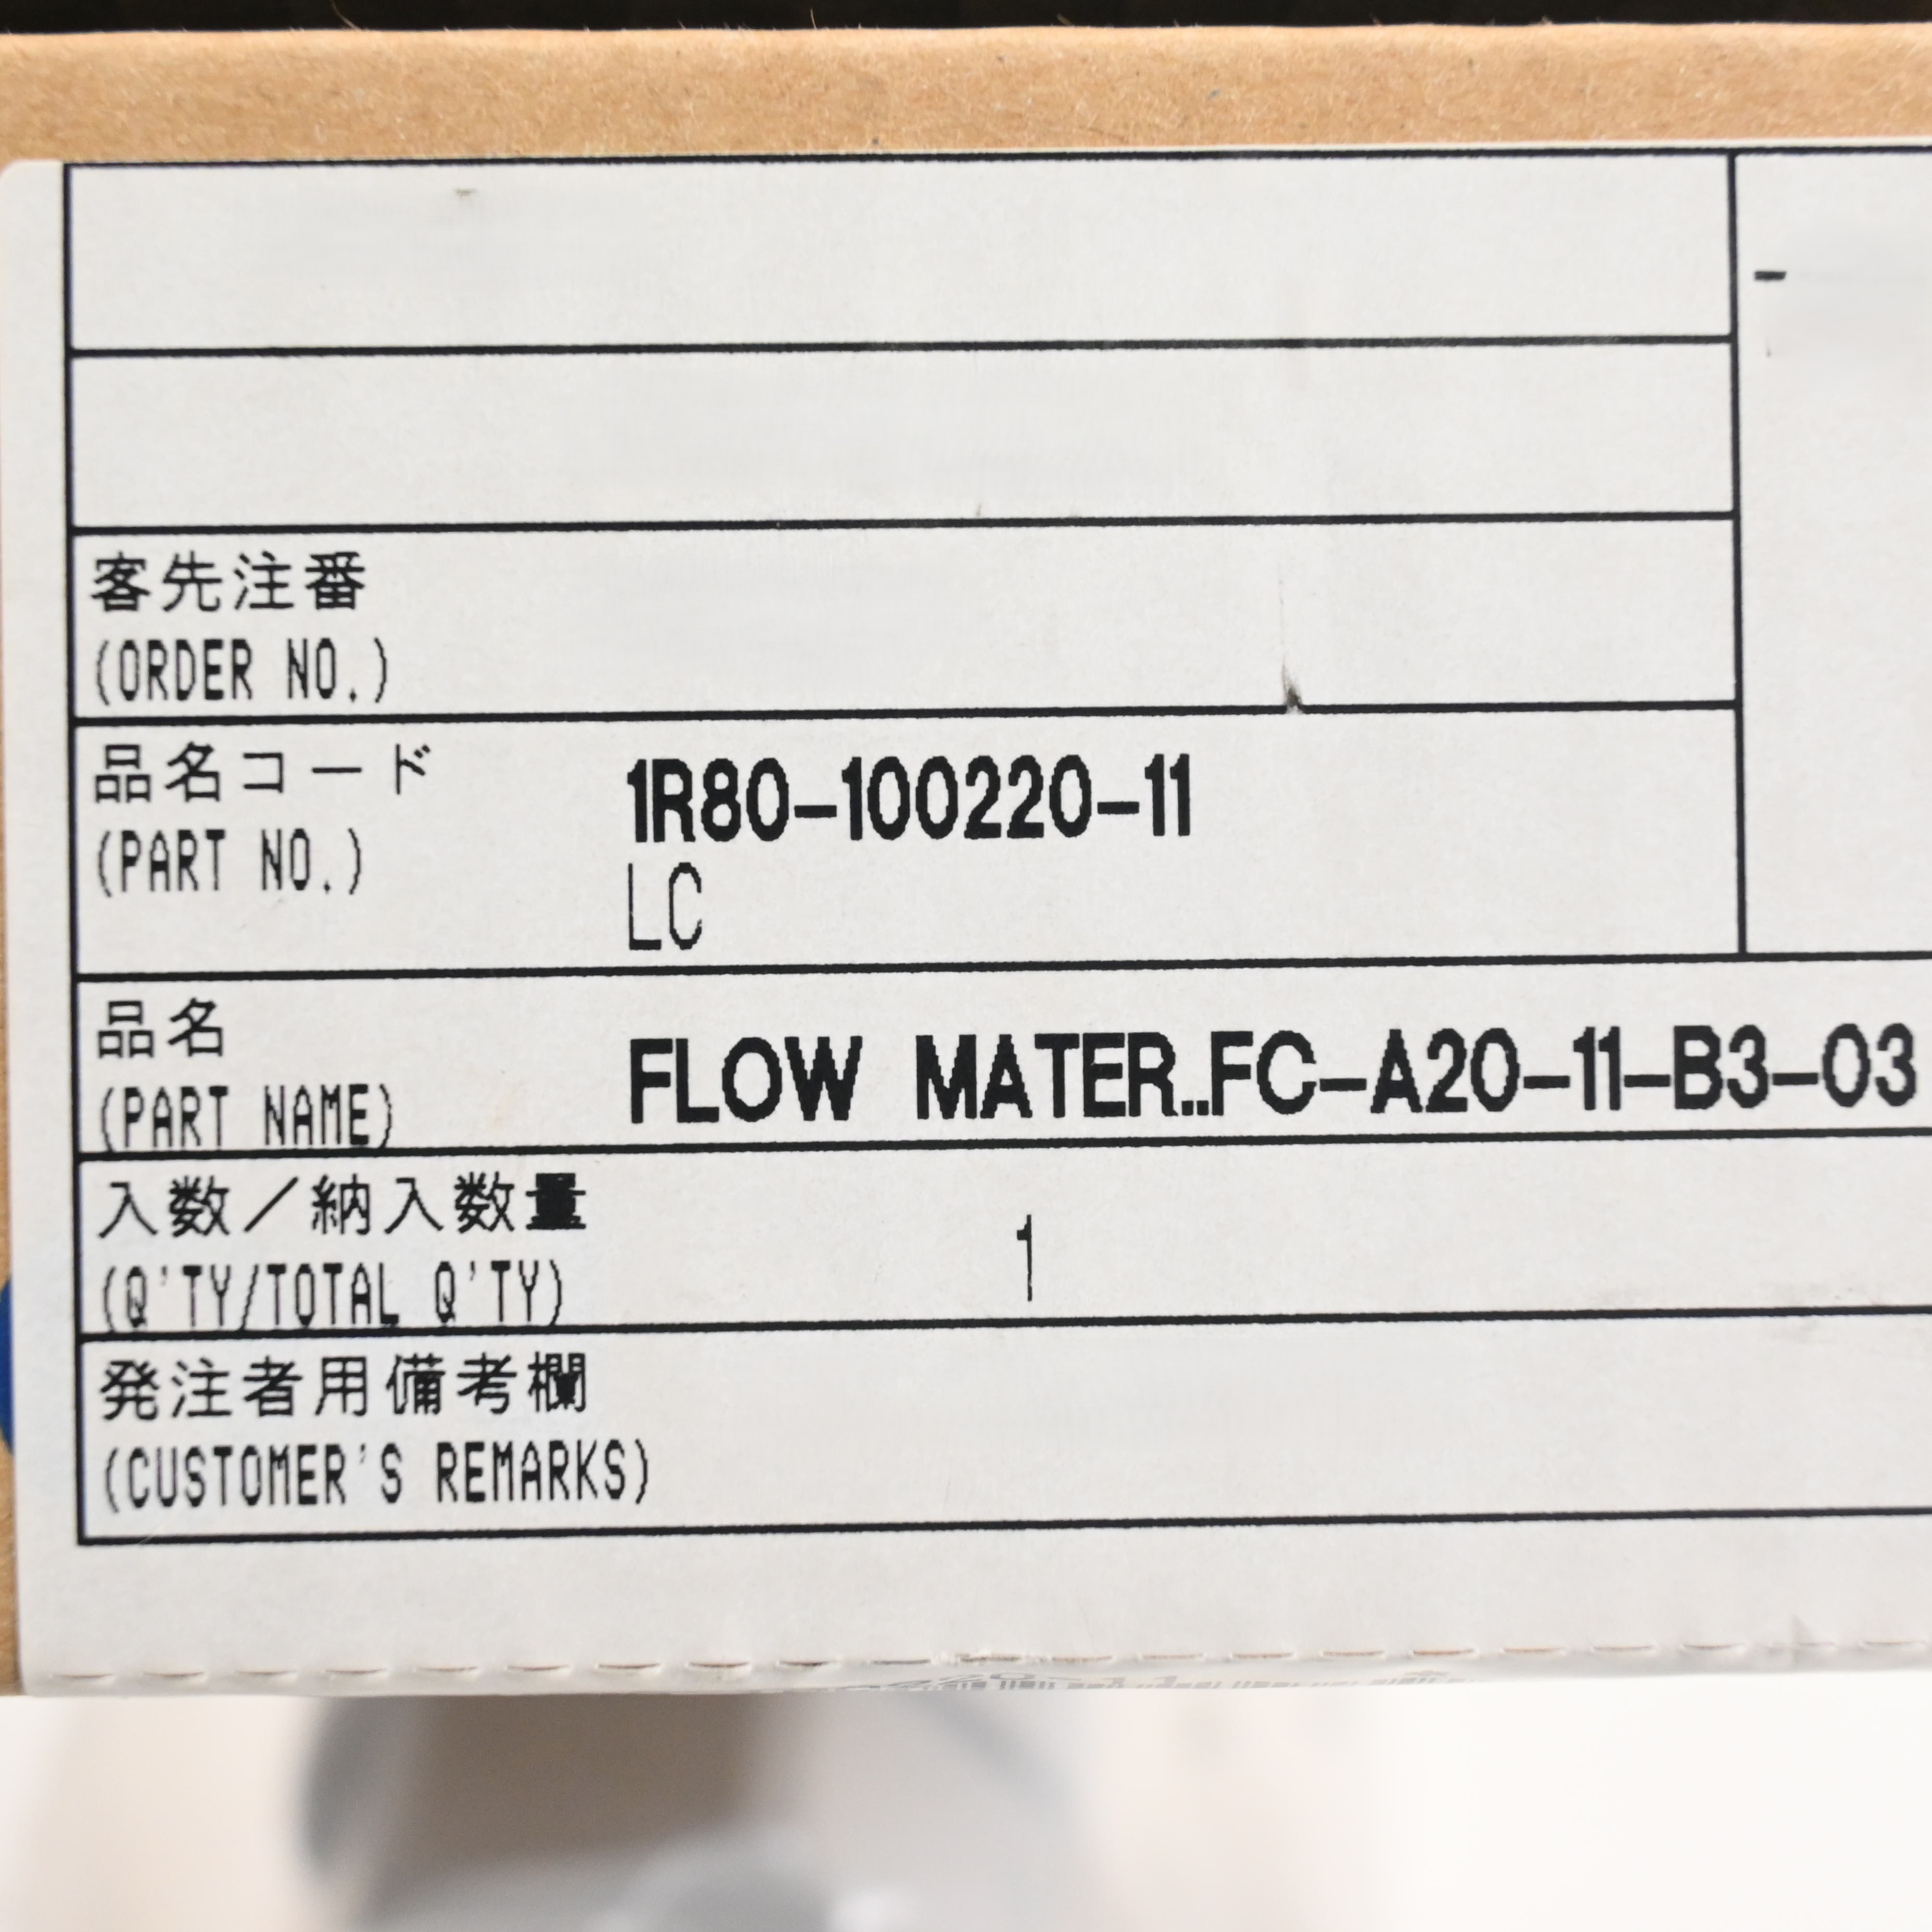 客先注番
(ORDER NO.)
品名コード
(PART NO.)
1R80-100220-11
LC
品名
(PART NAME)
FLOW MATER..FC-A20-11-B3-03
入数／納入数量
(Q'TY/TOTAL Q'TY)
1
発注者用備考欄
(CUSTOMER'S REMARKS)